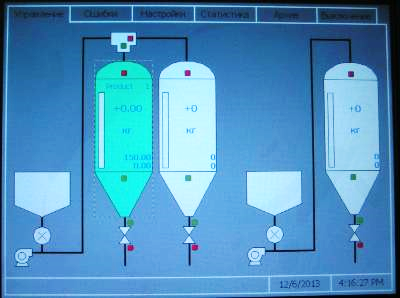 Управление Ошибки Настройки Статистика Архив Выключение
Product 1
+0.00
кг
150.00
0.00
+0
кг
0
0
+0
кг
0
0
12/6/2013 4:16:27 PM